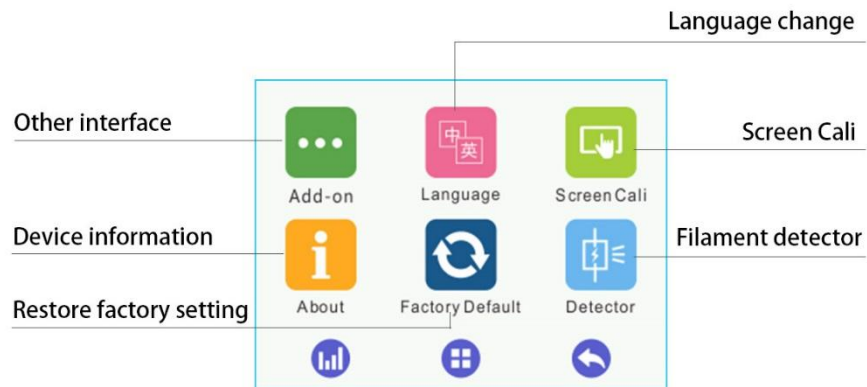 Language change
Other interface
中
英
Screen Cali
Add-on
Language
Screen Cali
Device information
i
Filament detector
About
Factory Default
Detector
Restore factory setting